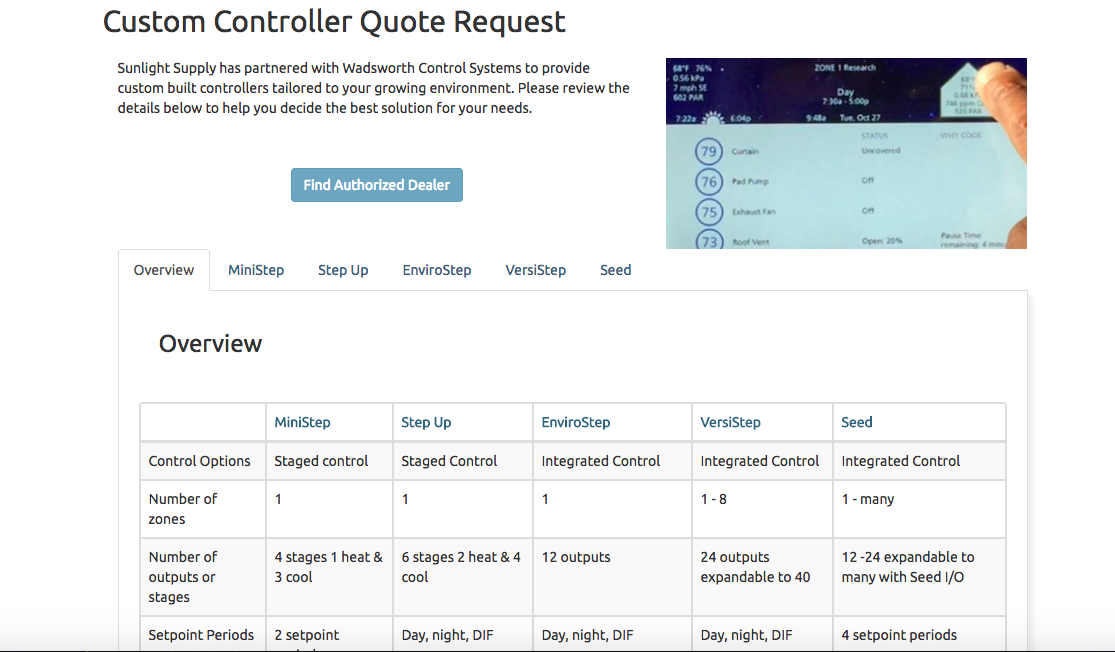 Custom Controller Quote Request
Sunlight Supply has partnered with Wadsworth Control Systems to provide
custom built controllers tailored to your growing environment. Please review the
details below to help you decide the best solution for your needs.
Find Authorized Dealer
68°F 76%
0.56 kPa
7 mph SE
602 PAR
ZONE 1 Research
Day
7:30a - 5:00p
7:22a 6:04p 9:48a Tue, Oct 27
STATUS WHY CODE
79 Curtain Uncovered
76 Pad Pump Off
75 Exhaust Fan Off
73 Roof Vent Open: 20% Pause Time
remaining: 4
Overview MiniStep Step Up EnviroStep VersiStep Seed
Overview
MiniStep Step Up EnviroStep VersiStep Seed
Control Options Staged control Staged Control Integrated Control Integrated Control Integrated Control
Number of
zones
1 1 1 1 - 8 1 - many
Number of
outputs or
stages
4 stages 1 heat &
3 cool
6 stages 2 heat & 4
cool
12 outputs
24 outputs
expandable to 40
12 -24 expandable to
many with Seed I/O
Setpoint Periods 2 setpoint Day, night, DIF Day, night, DIF Day, night, DIF 4 setpoint periods